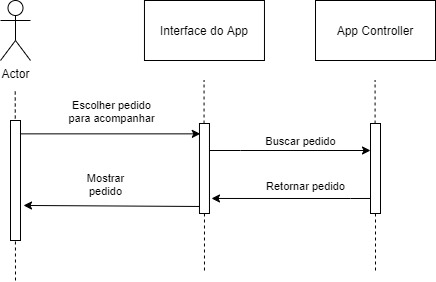 Interface do App
App Controller
Actor
Escolher pedido
para acompanhar
Buscar pedido
Mostrar
pedido
Retornar pedido